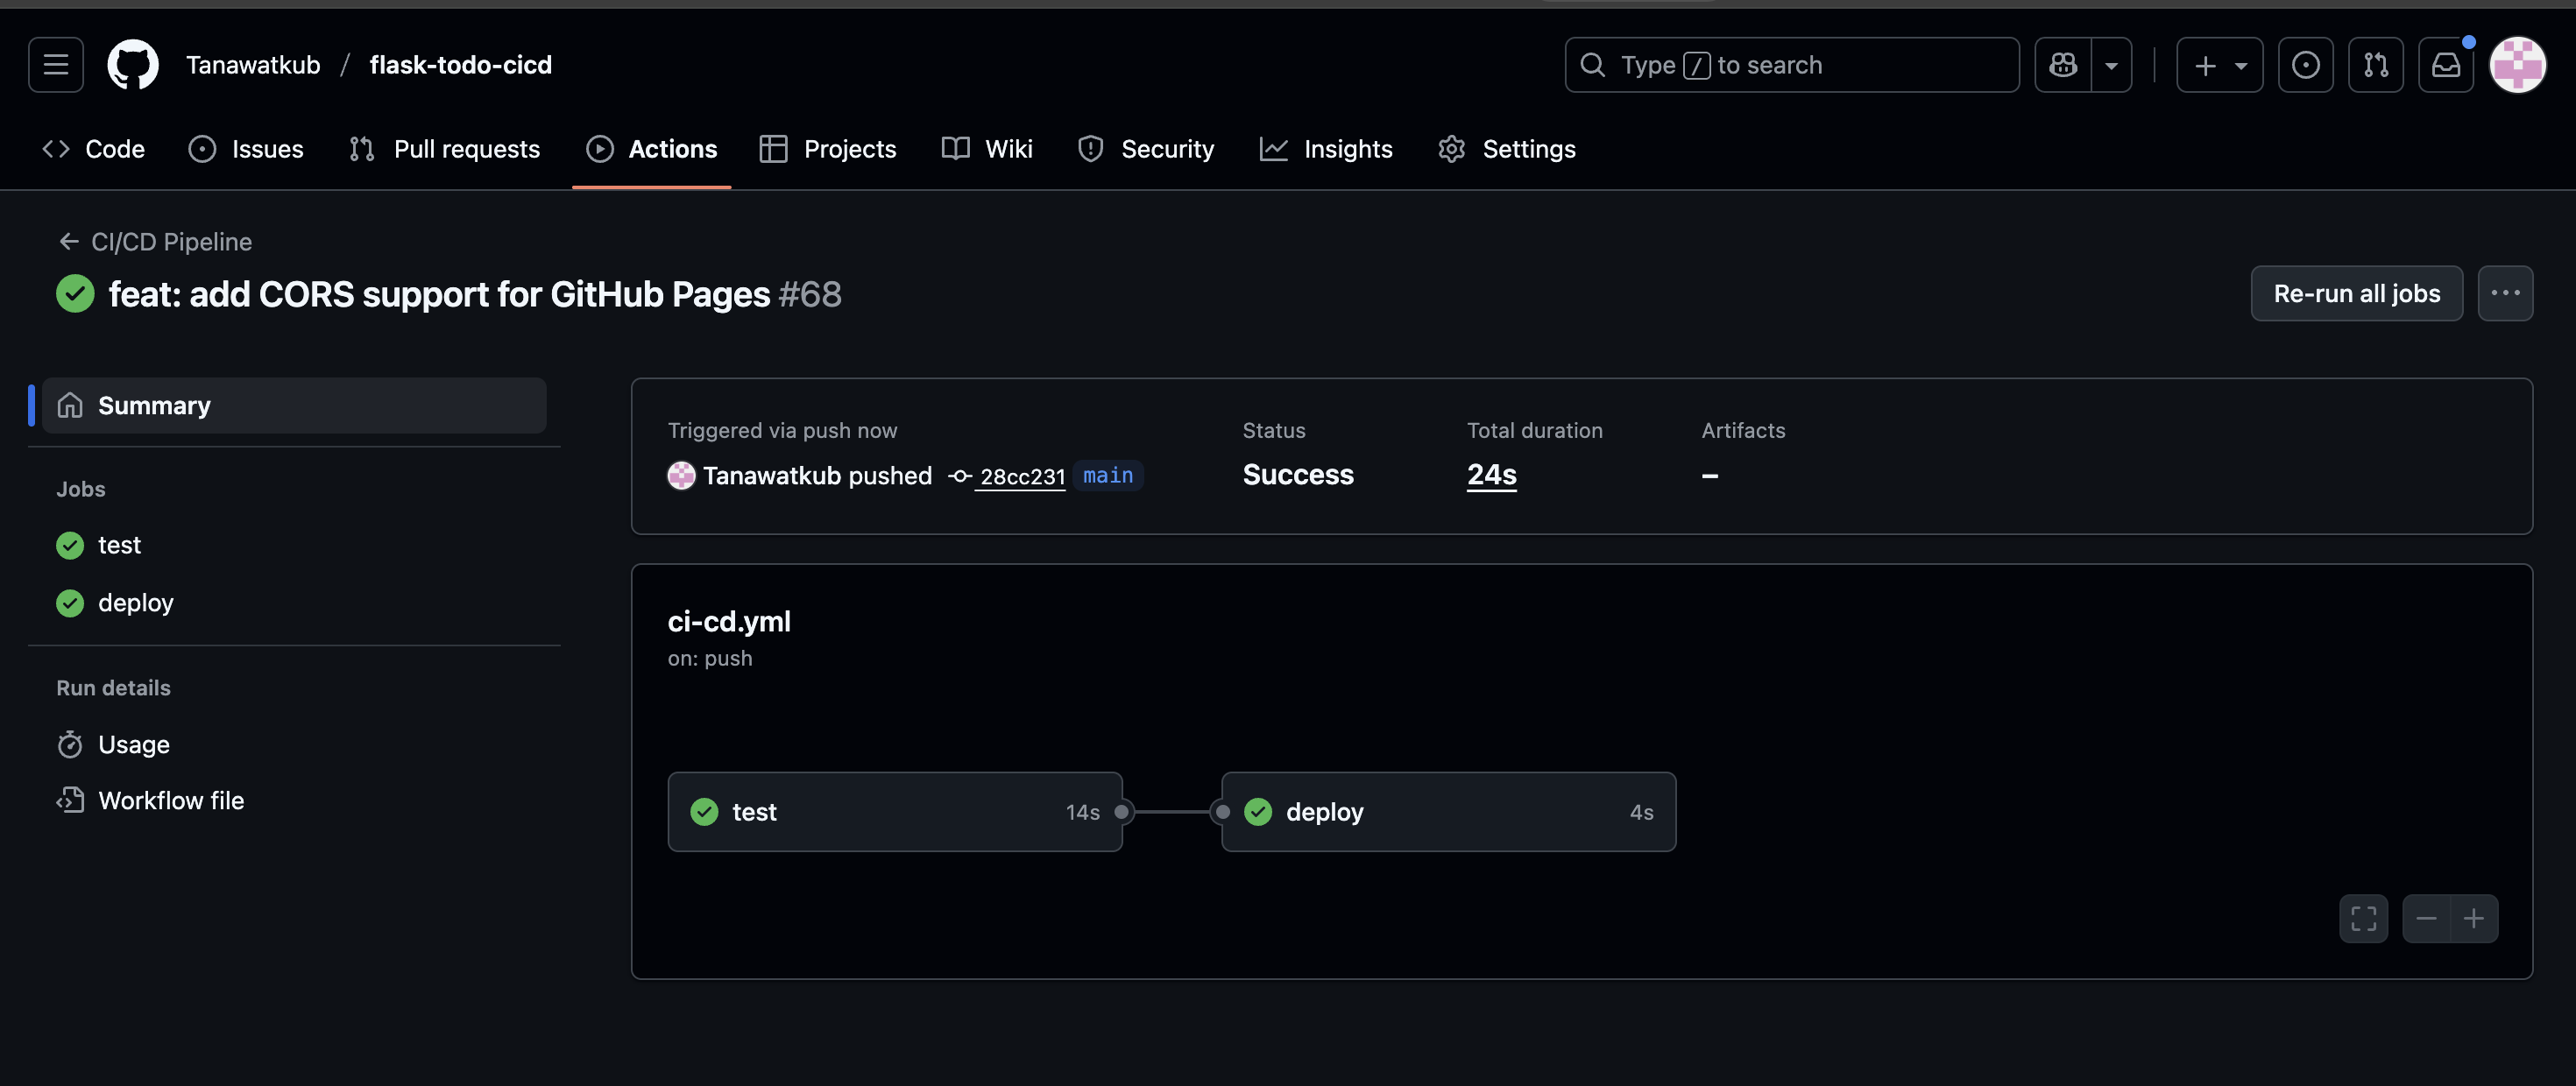 Tanawatkub / flask-todo-cicd
Type / to search
Code
Issues
Pull requests
Actions
Projects
Wiki
Security
Insights
Settings
CI/CD Pipeline
feat: add CORS support for GitHub Pages #68
Re-run all jobs
Summary
Jobs
test
deploy
Run details
Usage
Workflow file
Triggered via push now
Tanawatkub pushed 28cc231 main
Status
Success
Total duration
24s
Artifacts
–
ci-cd.yml
on: push
test 14s
deploy 4s